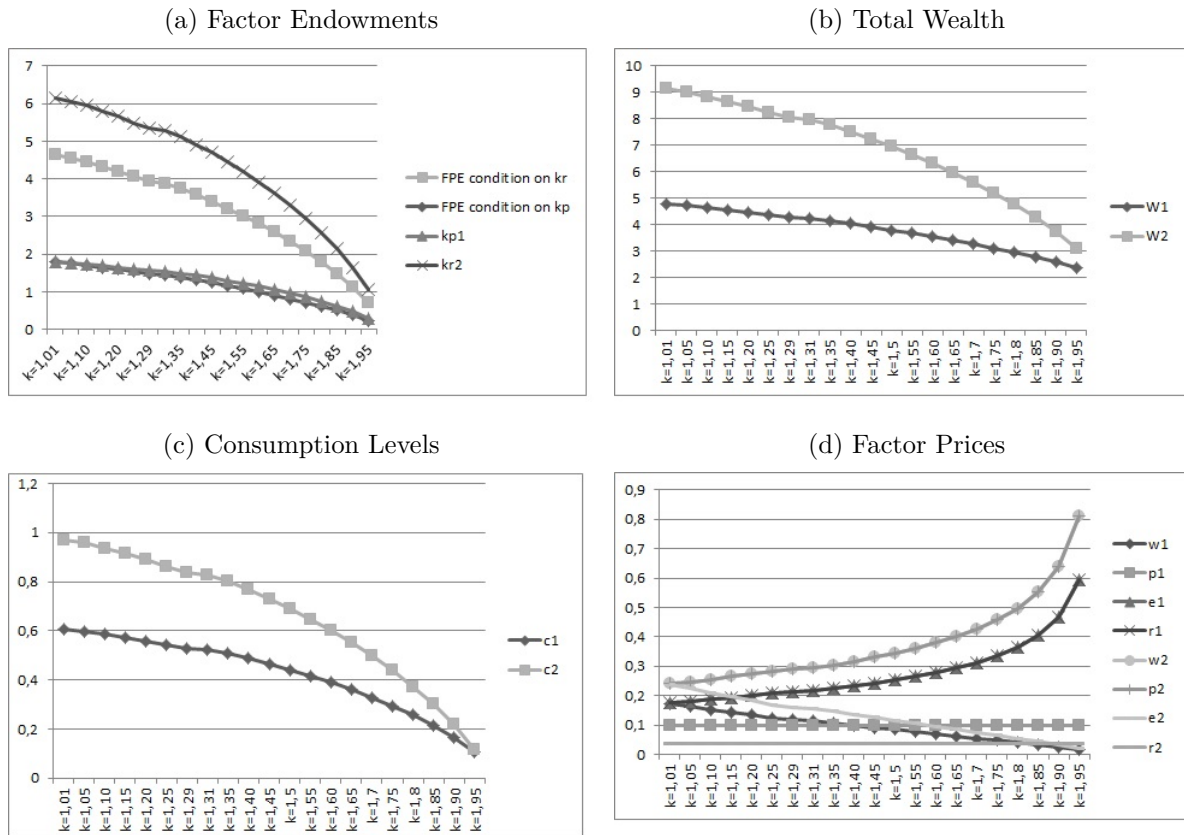 (a) Factor Endowments
7
6
5
4
3
2
1
0
k=1,01
k=1,10
k=1,20
k=1,29
k=1,35
k=1,45
k=1,55
k=1,65
k=1,75
k=1,85
k=1,95
FPE condition on kr
FPE condition on kp
kp1
kr2
(b) Total Wealth
10
9
8
7
6
5
4
3
2
1
0
k=1,01
k=1,05
k=1,10
k=1,15
k=1,20
k=1,25
k=1,29
k=1,31
k=1,35
k=1,40
k=1,45
k=1,5
k=1,55
k=1,60
k=1,65
k=1,7
k=1,75
k=1,8
k=1,85
k=1,90
k=1,95
W1
W2
(c) Consumption Levels
1,2
1
0,8
0,6
0,4
0,2
0
k=1,01
k=1,05
k=1,10
k=1,15
k=1,20
k=1,25
k=1,29
k=1,31
k=1,35
k=1,40
k=1,45
k=1,5
k=1,55
k=1,60
k=1,65
k=1,7
k=1,75
k=1,8
k=1,85
k=1,90
k=1,95
c1
c2
(d) Factor Prices
0,9
0,8
0,7
0,6
0,5
0,4
0,3
0,2
0,1
0
k=1,01
k=1,05
k=1,10
k=1,15
k=1,20
k=1,25
k=1,29
k=1,31
k=1,35
k=1,40
k=1,45
k=1,5
k=1,55
k=1,60
k=1,65
k=1,7
k=1,75
k=1,8
k=1,85
k=1,90
k=1,95
w1
p1
e1
r1
w2
p2
e2
r2